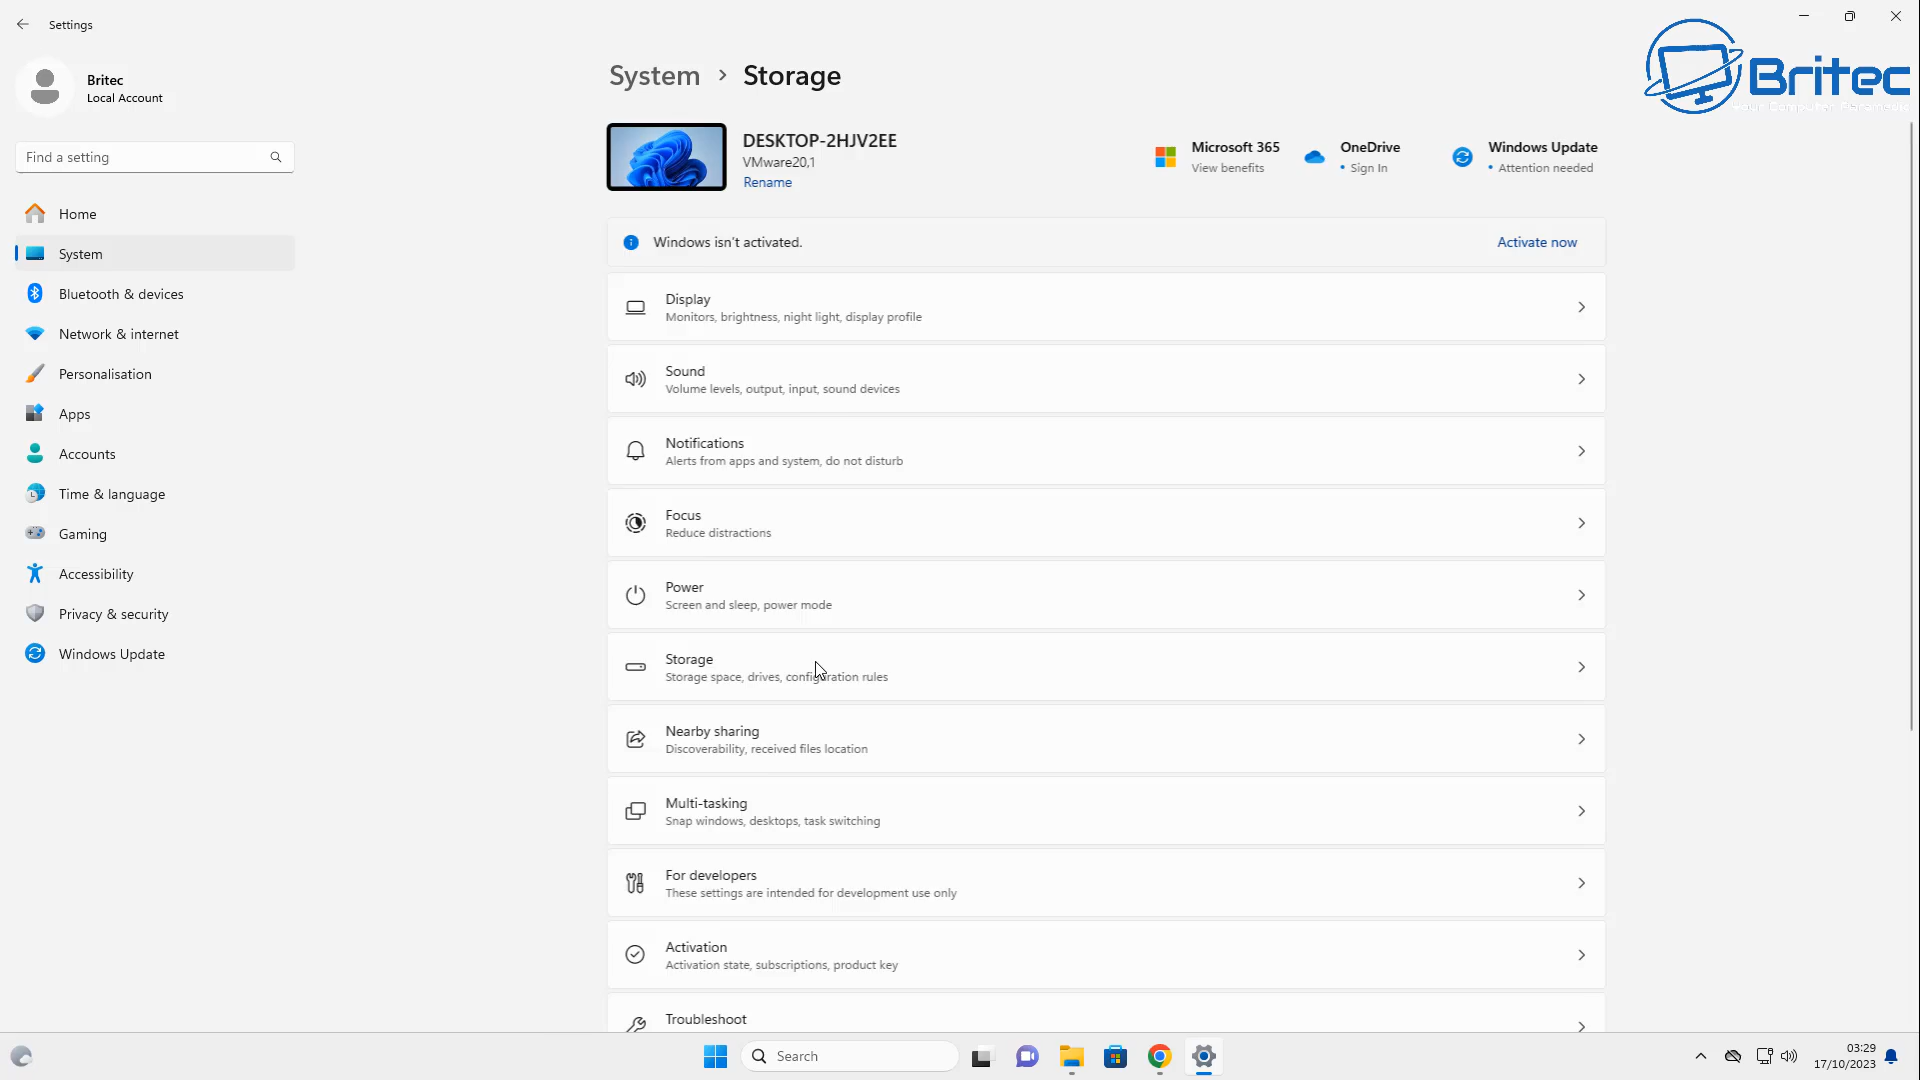 Settings
Britec
Local Account
Find a setting
Home
System
Bluetooth & devices
Network & internet
Personalisation
Apps
Accounts
Time & language
Gaming
Accessibility
Privacy & security
Windows Update
System > Storage
DESKTOP-2HJV2EE
VMware20,1
Rename
Microsoft 365
View benefits
OneDrive
• Sign In
Windows Update
• Attention needed
Britec
Your Computer Paramedic
Windows isn't activated.
Activate now
Display
Monitors, brightness, night light, display profile
Sound
Volume levels, output, input, sound devices
Notifications
Alerts from apps and system, do not disturb
Focus
Reduce distractions
Power
Screen and sleep, power mode
Storage
Storage space, drives, configuration rules
Nearby sharing
Discoverability, received files location
Multi-tasking
Snap windows, desktops, task switching
For developers
These settings are intended for development use only
Activation
Activation state, subscriptions, product key
Troubleshoot
Search
03:29
17/10/2023